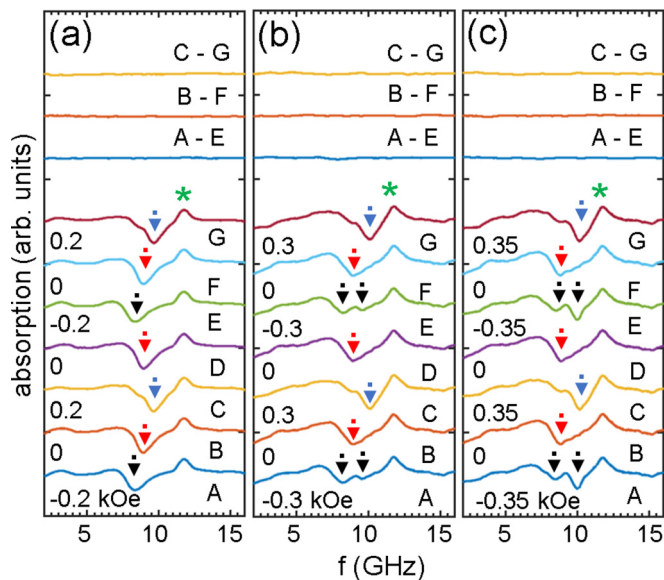 (a) (b) (c)
C - G C - G C - G
B - F B - F B - F
A - E A - E A - E
* * *
G G G
0.2 0.3 0.35
F F F
0 0 0
E E E
-0.2 -0.3 -0.35
D D D
0 0 0
C C C
0.2 0.3 0.35
B B B
0 0 0
A A A
-0.2 kOe -0.3 kOe -0.35 kOe
5 10 15 5 10 15 5 10 15
f (GHz)
absorption (arb. units)